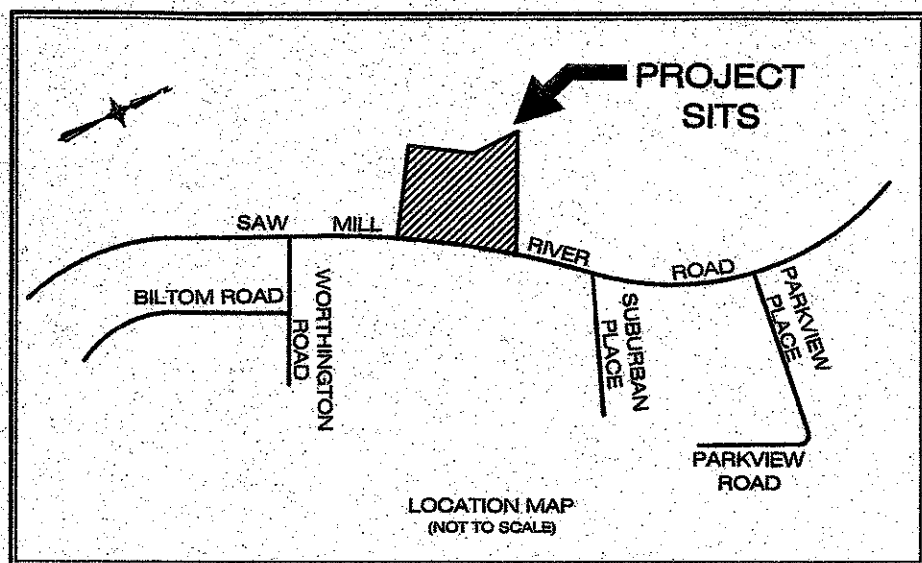 PROJECT
SITS
SAW MILL RIVER ROAD
BILTOM ROAD
WORTHINGTON
ROAD
SUBURBAN
PLACE
PARKVIEW
PLACE
PARKVIEW
ROAD
LOCATION MAP
(NOT TO SCALE)